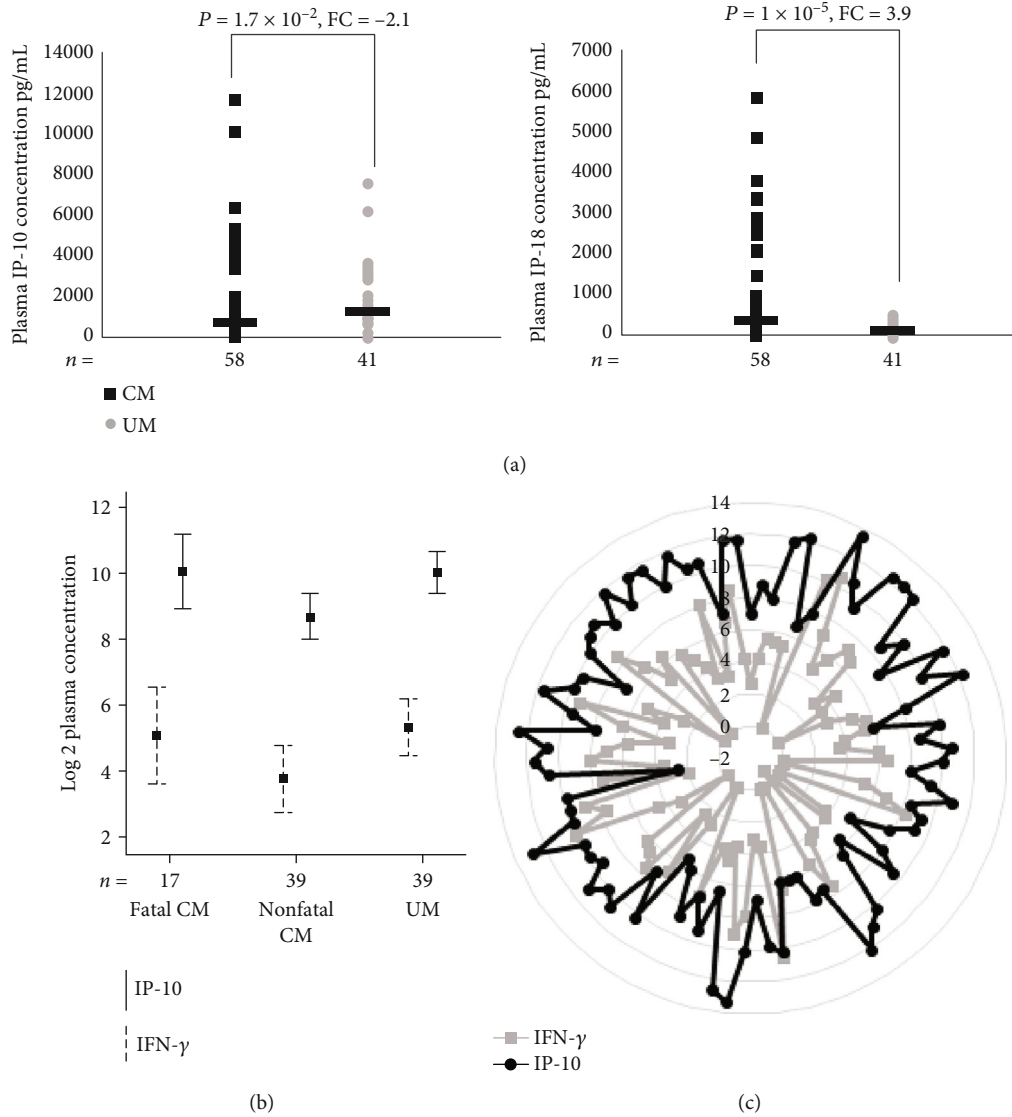 P = 1.7 × 10⁻², FC = –2.1
14000
12000
10000
8000
6000
4000
2000
0
Plasma IP-10 concentration pg/mL
n =
58
41
CM
UM
P = 1 × 10⁻⁵, FC = 3.9
7000
6000
5000
4000
3000
2000
1000
0
Plasma IP-18 concentration pg/mL
n =
58
41
(a)
12
10
8
6
4
2
Log 2 plasma concentration
n =
17
39
39
Fatal CM
Nonfatal
CM
UM
IP-10
IFN-γ
(b)
14
12
10
8
6
4
2
0
–2
IFN-γ
IP-10
(c)